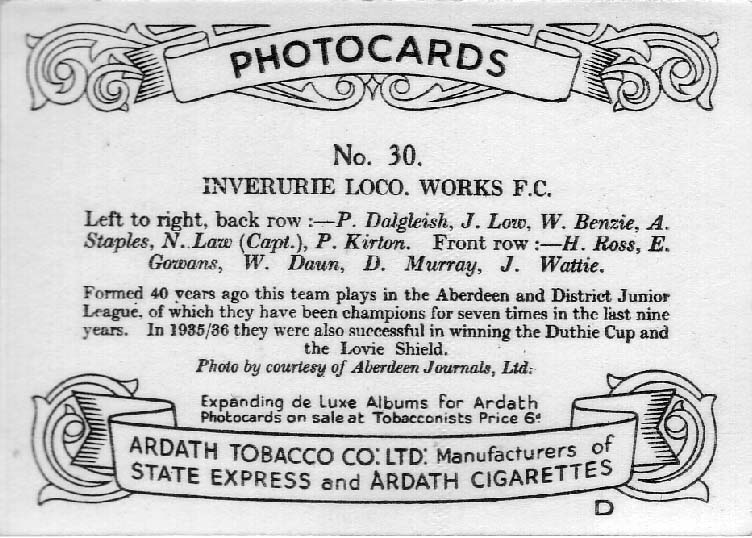 PHOTOCARDS
No. 30.
INVERURIE LOCO. WORKS F.C.
Left to right, back row :—P. Dalgleish, J. Low, W. Benzie, A.
Staples, N. Law (Capt.), P. Kirton. Front row :—H. Ross, E.
Gowans, W. Daun, D. Murray, J. Wattie.
Formed 40 years ago this team plays in the Aberdeen and District Junior
League, of which they have been champions for seven times in the last nine
years. In 1935/36 they were also successful in winning the Duthie Cup and
the Lovie Shield.
Photo by courtesy of Aberdeen Journals, Ltd.
Expanding de Luxe Albums for Ardath
Photocards on sale at Tobacconists Price 6d
ARDATH TOBACCO CO: LTD: Manufacturers of
STATE EXPRESS and ARDATH CIGARETTES
D